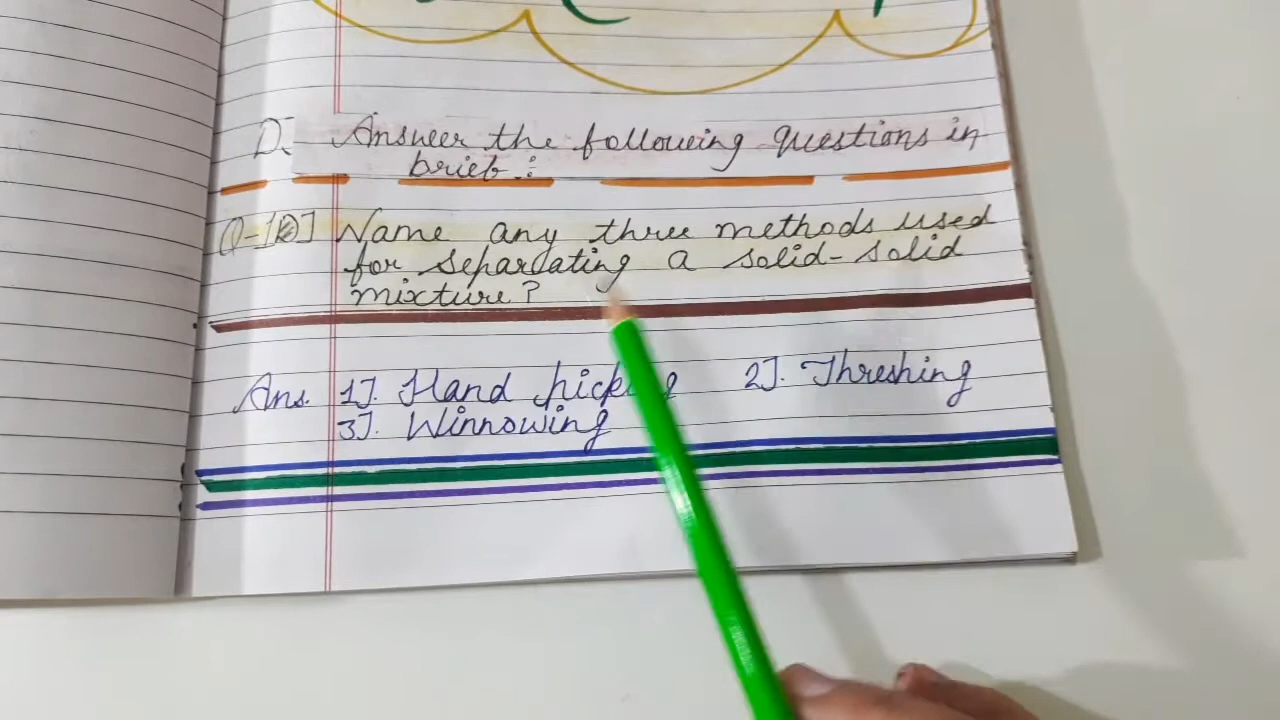 D. Answer the following questions in
brief :
Name any three methods used
for separating a solid-solid
mixture?
Ans. 1]. Hand picking 2]. Threshing
3]. Winnowing